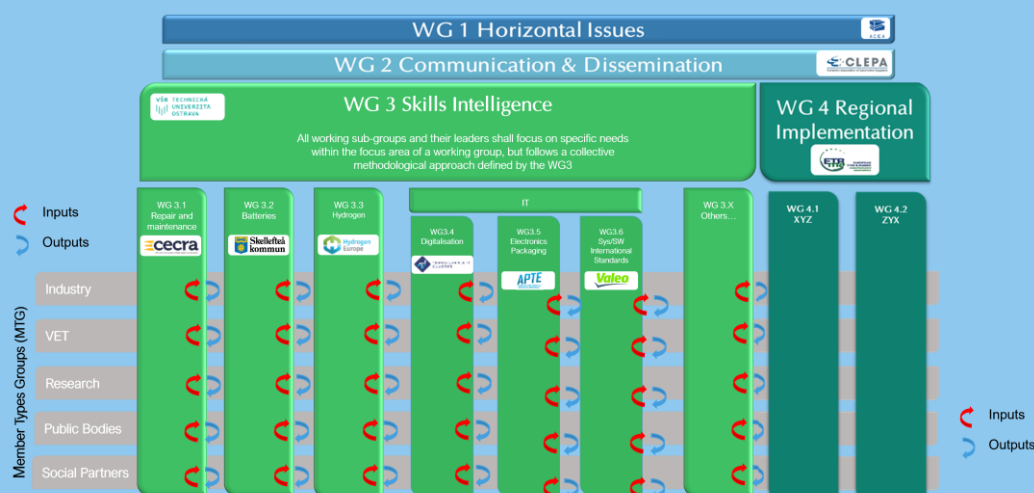 WG 1 Horizontal Issues
ACEA
WG 2 Communication & Dissemination
CLEPA
VSB TECHNICKÁ
UNIVERZITA
OSTRAVA
WG 3 Skills Intelligence
All working sub-groups and their leaders shall focus on specific needs
within the focus area of a working group, but follows a collective
methodological approach defined by the WG3
WG 4 Regional
Implementation
Inputs
Outputs
WG 3.1
Repair and
maintenance
cecra
WG 3.2
Batteries
Skellefteå
kommun
WG 3.3
Hydrogen
Hydrogen
Europe
IT
WG3.4
Digitalisation
WG3.5
Electronics
Packaging
APTE
WG3.6
Sys/SW
International
Standards
Valeo
WG 3.X
Others...
WG 4.1
XYZ
WG 4.2
ZYX
Member Types Groups (MTG)
Industry
VET
Research
Public Bodies
Social Partners
Inputs
Outputs